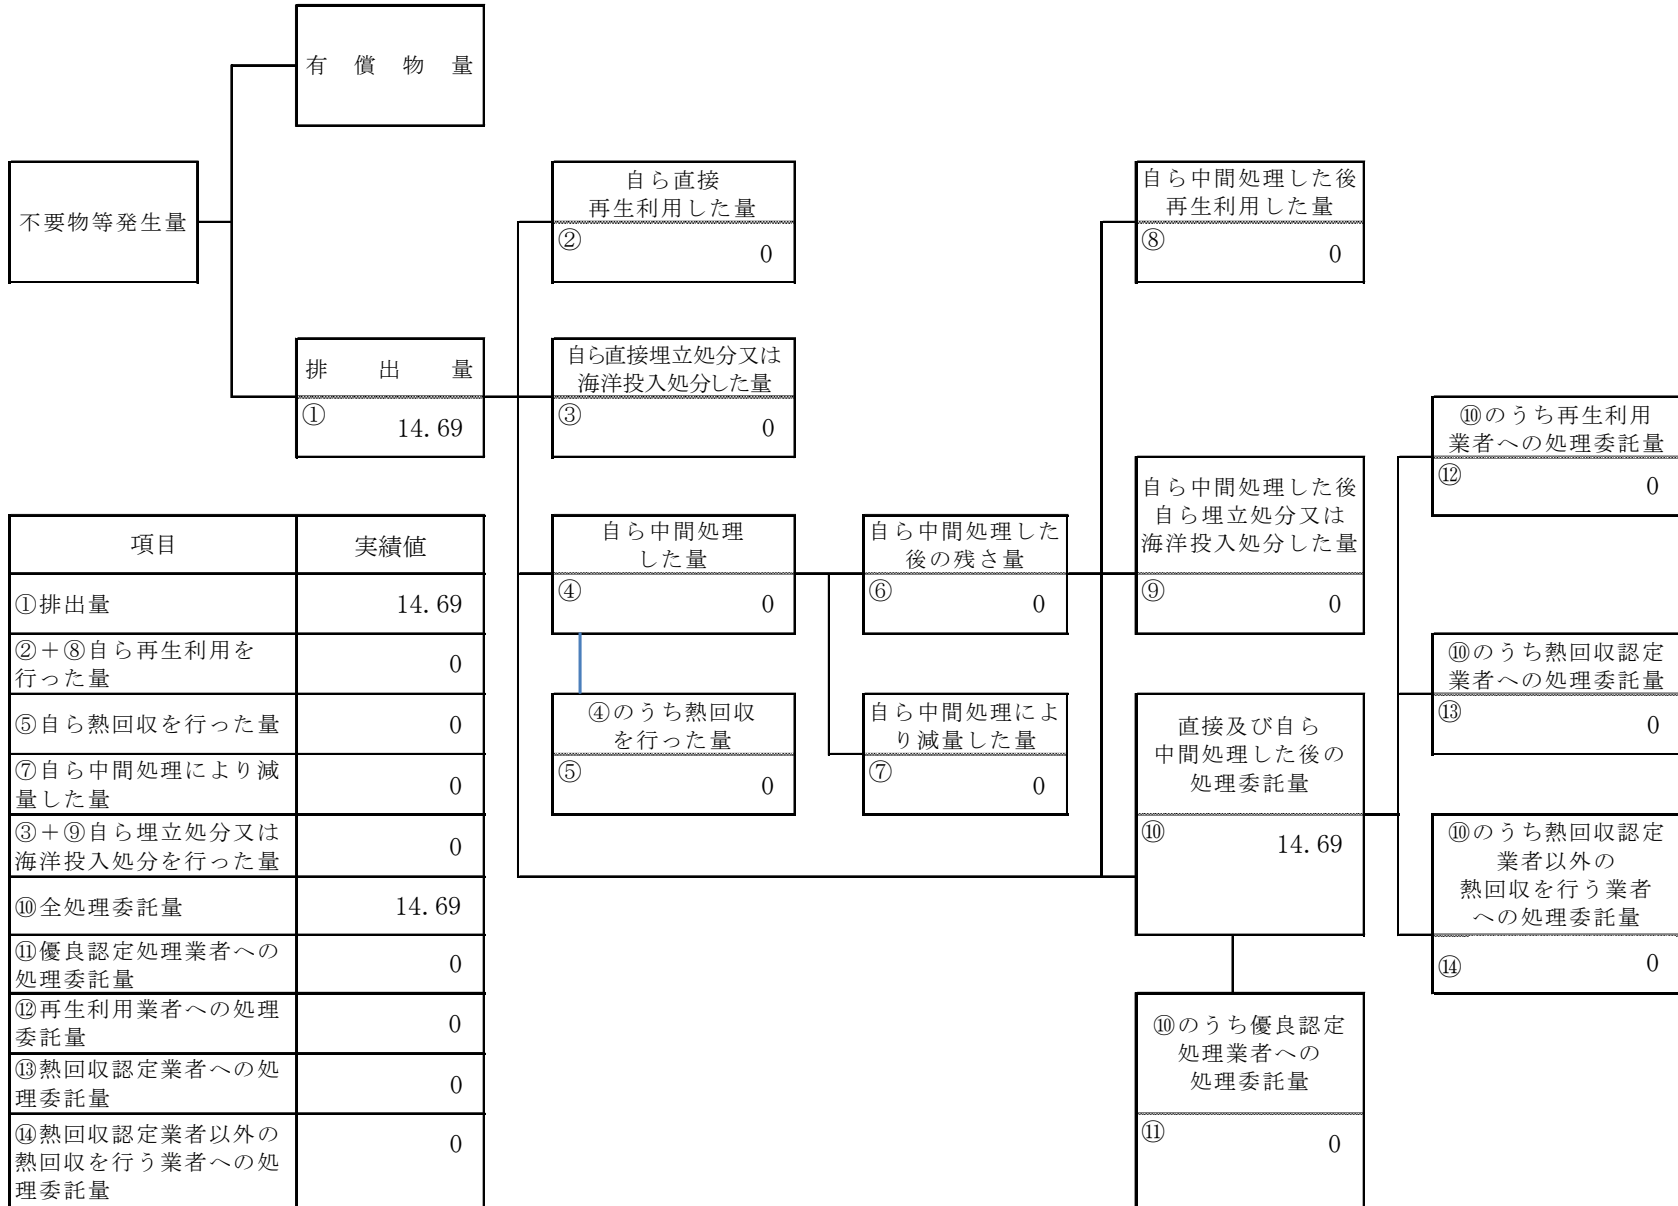 有償物量
不要物等発生量
排出量
①
14.69
自ら直接
再生利用した量
②
0
自ら直接埋立処分又は
海洋投入処分した量
③
0
自ら中間処理
した量
④
0
④のうち熱回収
を行った量
⑤
0
自ら中間処理した
後の残さ量
⑥
0
自ら中間処理によ
り減量した量
⑦
0
自ら中間処理した後
再生利用した量
⑧
0
自ら中間処理した後
自ら埋立処分又は
海洋投入処分した量
⑨
0
直接及び自ら
中間処理した後の
処理委託量
⑩
14.69
⑩のうち優良認定
処理業者への
処理委託量
⑪
0
⑩のうち再生利用
業者への処理委託量
⑫
0
⑩のうち熱回収認定
業者への処理委託量
⑬
0
⑩のうち熱回収認定
業者以外の
熱回収を行う業者
への処理委託量
⑭
0
項目 実績値
①排出量 14.69
②＋⑧自ら再生利用を
行った量
0
⑤自ら熱回収を行った量 0
⑦自ら中間処理により減
量した量
0
③＋⑨自ら埋立処分又は
海洋投入処分を行った量
0
⑩全処理委託量 14.69
⑪優良認定処理業者への
処理委託量
0
⑫再生利用業者への処理
委託量
0
⑬熱回収認定業者への処
理委託量
0
⑭熱回収認定業者以外の
熱回収を行う業者への処
理委託量
0